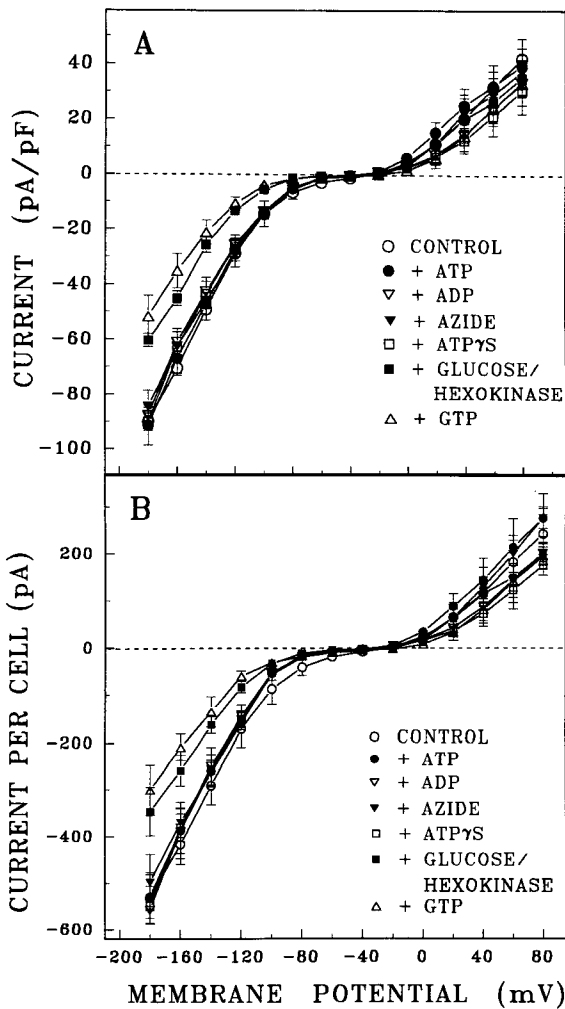 A
40
20
0
-20
-40
-60
-80
-100
CURRENT (pA/pF)
CONTROL
+ ATP
+ ADP
+ AZIDE
+ ATPγS
+ GLUCOSE/
HEXOKINASE
+ GTP
B
200
0
-200
-400
-600
CURRENT PER CELL (pA)
CONTROL
+ ATP
+ ADP
+ AZIDE
+ ATPγS
+ GLUCOSE/
HEXOKINASE
+ GTP
-200 -160 -120 -80 -40 0 40 80
MEMBRANE POTENTIAL (mV)